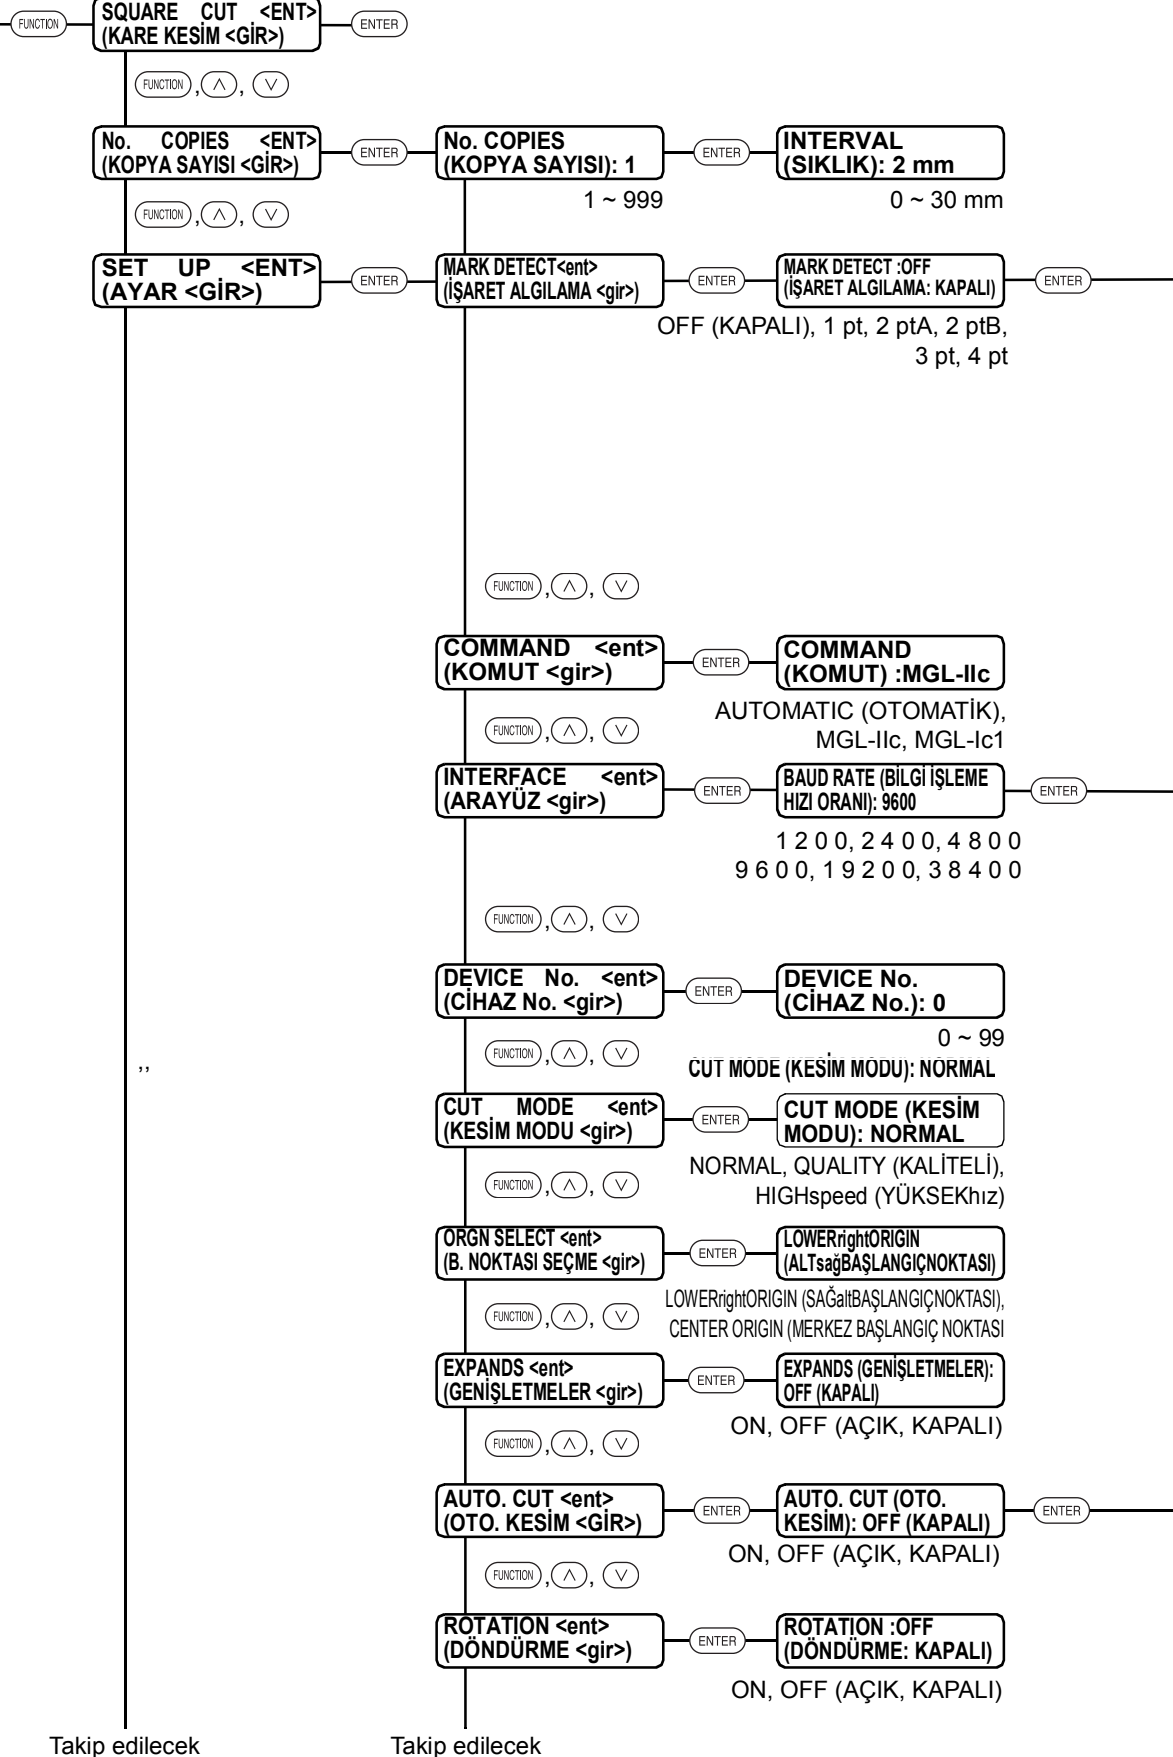 FUNCTION SQUARE CUT <ENT> ENTER
(KARE KESİM <GİR>)
FUNCTION , ,
No. COPIES <ENT> ENTER No. COPIES ENTER INTERVAL
(KOPYA SAYISI <GİR>) (KOPYA SAYISI): 1 (SIKLIK): 2 mm
1 ~ 999 0 ~ 30 mm
FUNCTION , ,
SET UP <ENT> ENTER MARK DETECT<ent> ENTER MARK DETECT :OFF ENTER
(AYAR <GİR>) (İŞARET ALGILAMA <gir>) (İŞARET ALGILAMA: KAPALI)
OFF (KAPALI), 1 pt, 2 ptA, 2 ptB,
3 pt, 4 pt
FUNCTION , ,
COMMAND <ent> ENTER COMMAND
(KOMUT <gir>) (KOMUT) :MGL-IIc
AUTOMATIC (OTOMATİK),
FUNCTION , ,
MGL-IIc, MGL-Ic1
INTERFACE <ent> ENTER BAUD RATE (BİLGİ İŞLEME ENTER
(ARAYÜZ <gir>) HIZI ORANI): 9600
1 2 0 0, 2 4 0 0, 4 8 0 0
9 6 0 0, 1 9 2 0 0, 3 8 4 0 0
FUNCTION , ,
DEVICE No. <ent> ENTER DEVICE No.
(CİHAZ No. <gir>) (CİHAZ No.): 0
0 ~ 99
FUNCTION , ,
,, CUT MODE (KESİM MODU): NORMAL
CUT MODE <ent> ENTER CUT MODE (KESİM
(KESİM MODU <gir>) MODU): NORMAL
NORMAL, QUALITY (KALİTELİ),
FUNCTION , ,
HIGHspeed (YÜKSEKhız)
ORGN SELECT <ent> ENTER LOWERrightORIGIN
(B. NOKTASI SEÇME <gir>) (ALTsağBAŞLANGIÇNOKTASI)
LOWERrightORIGIN (SAĞaltBAŞLANGIÇNOKTASI),
FUNCTION , ,
CENTER ORIGIN (MERKEZ BAŞLANGIÇ NOKTASI
EXPANDS <ent> ENTER EXPANDS (GENİŞLETMELER):
(GENİŞLETMELER <gir>) OFF (KAPALI)
ON, OFF (AÇIK, KAPALI)
FUNCTION , ,
AUTO. CUT <ent> ENTER AUTO. CUT (OTO. ENTER
(OTO. KESİM <GİR>) KESİM): OFF (KAPALI)
ON, OFF (AÇIK, KAPALI)
FUNCTION , ,
ROTATION <ent> ENTER ROTATION :OFF
(DÖNDÜRME <gir>) (DÖNDÜRME: KAPALI)
ON, OFF (AÇIK, KAPALI)
Takip edilecek Takip edilecek